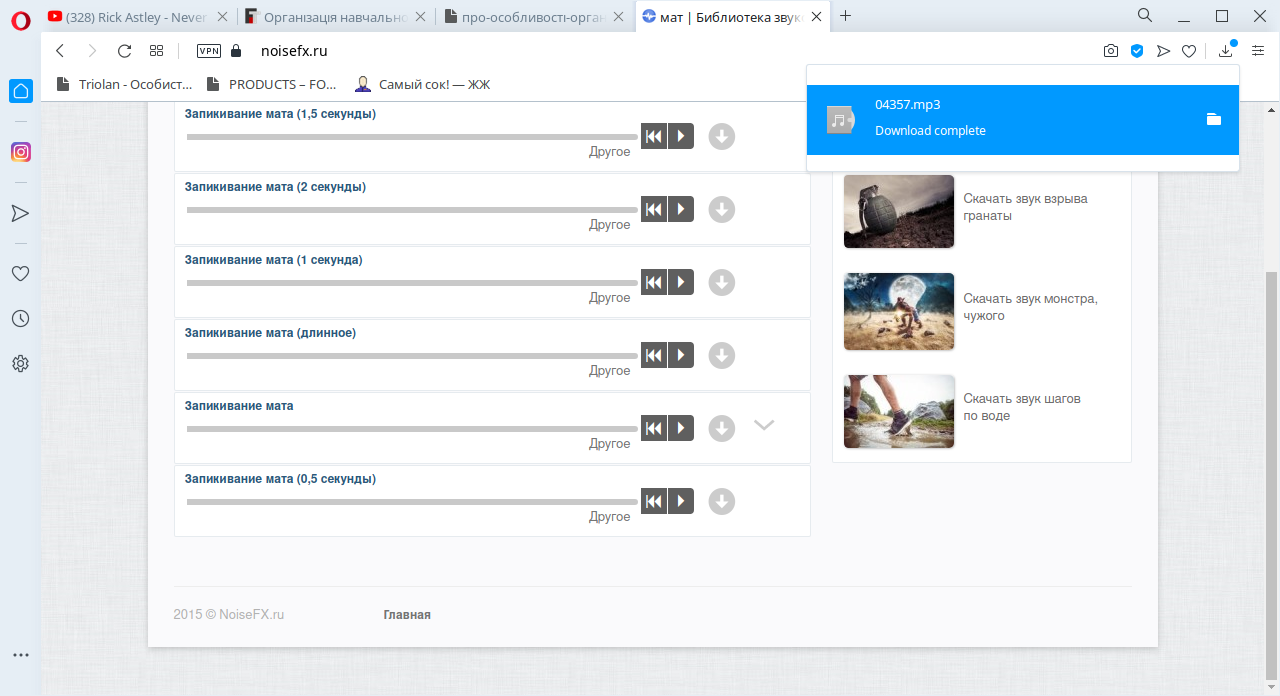 (328) Rick Astley - Never
Організація навчально
про-особливості-орган
мат | Библиотека звуко
VPN
noisefx.ru
Triolan - Особист...
PRODUCTS – FO...
Самый сок! — ЖЖ
04357.mp3
Download complete
Запикивание мата (1,5 секунды)
Другое
Запикивание мата (2 секунды)
Другое
Запикивание мата (1 секунда)
Другое
Запикивание мата (длинное)
Другое
Запикивание мата
Другое
Запикивание мата (0,5 секунды)
Другое
Скачать звук взрыва
гранаты
Скачать звук монстра,
чужого
Скачать звук шагов
по воде
2015 © NoiseFX.ru
Главная